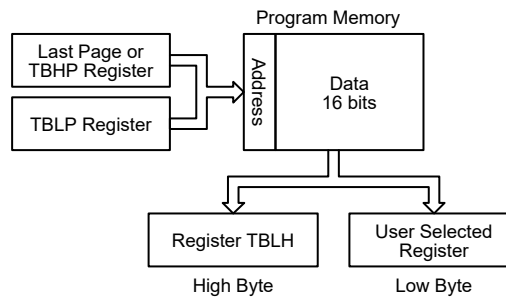 Program Memory
Last Page or
TBHP Register
TBLP Register
Address
Data
16 bits
Register TBLH
User Selected
Register
High Byte
Low Byte